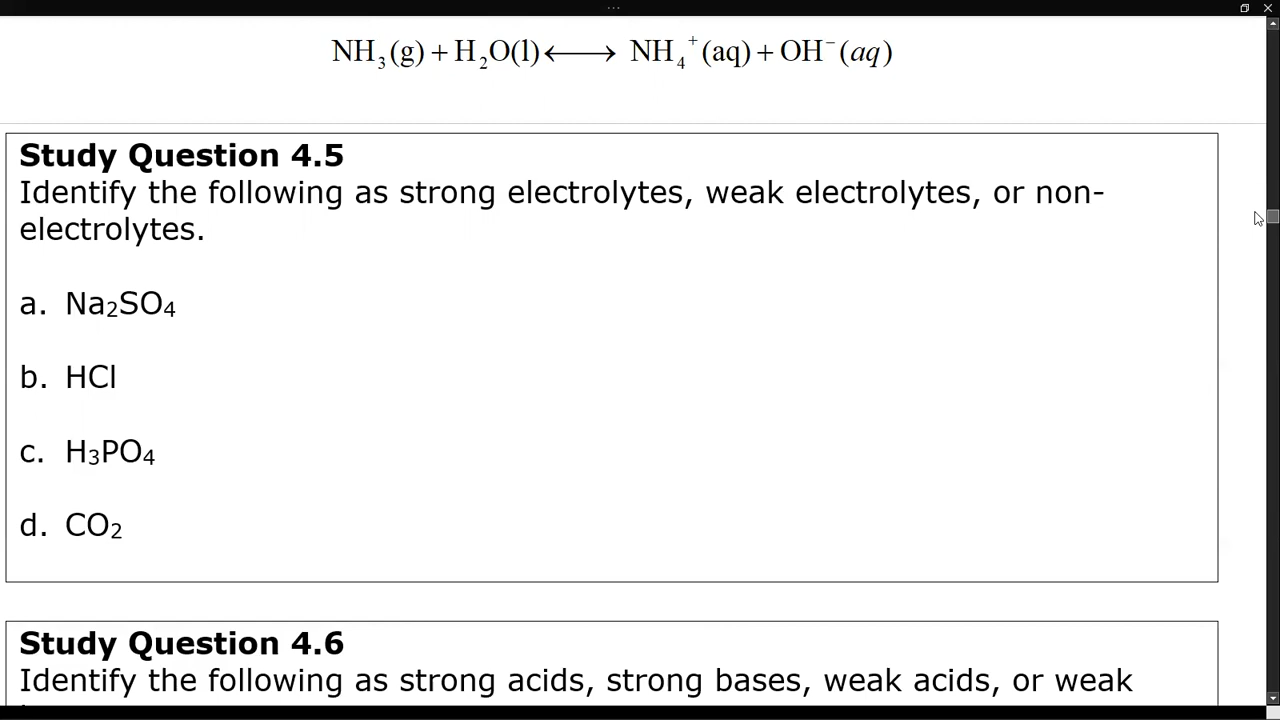 NH₃(g) + H₂O(l) ⟷ NH₄⁺(aq) + OH⁻(aq)
Study Question 4.5
Identify the following as strong electrolytes, weak electrolytes, or non-
electrolytes.
a. Na₂SO₄
b. HCl
c. H₃PO₄
d. CO₂
Study Question 4.6
Identify the following as strong acids, strong bases, weak acids, or weak